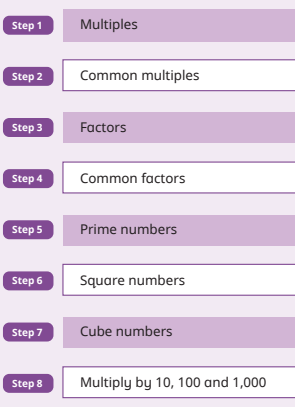 Step 1 Multiples
Step 2 Common multiples
Step 3 Factors
Step 4 Common factors
Step 5 Prime numbers
Step 6 Square numbers
Step 7 Cube numbers
Step 8 Multiply by 10, 100 and 1,000